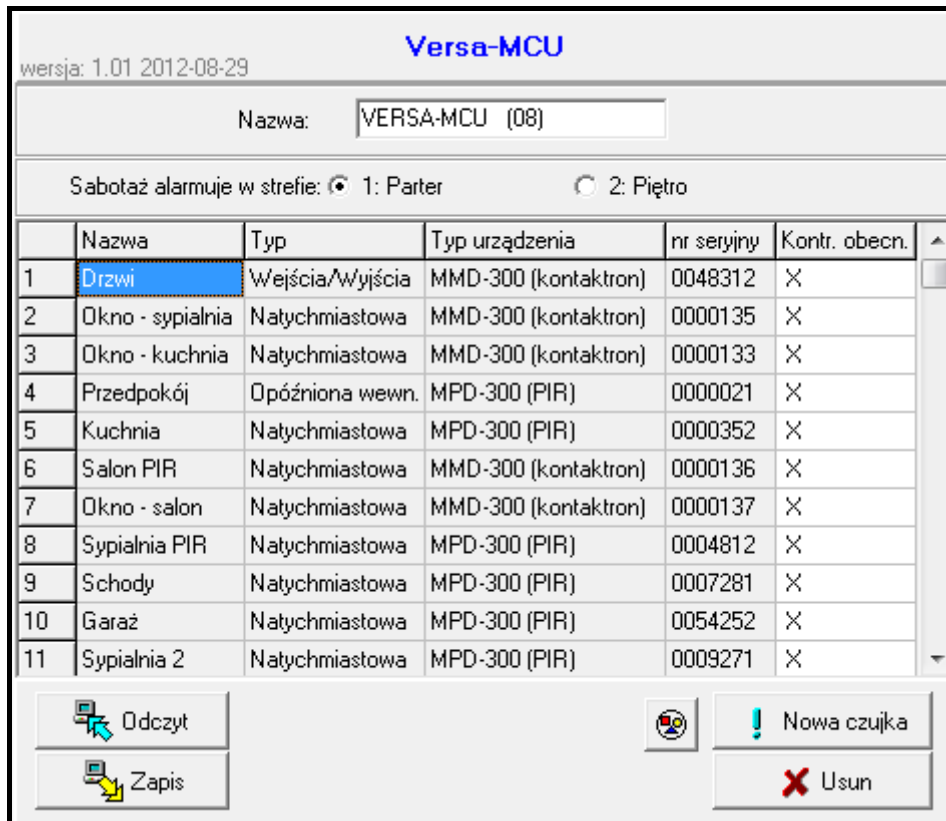 Versa-MCU
wersja: 1.01 2012-08-29
Nazwa: VERSA-MCU (08)
Sabotaż alarmuje w strefie: 1: Parter 2: Piętro
Nazwa Typ Typ urządzenia nr seryjny Kontr. obecn.
1 Drzwi Wejścia/Wyjścia MMD-300 (kontaktron) 0048312 X
2 Okno - sypialnia Natychmiastowa MMD-300 (kontaktron) 0000135 X
3 Okno - kuchnia Natychmiastowa MMD-300 (kontaktron) 0000133 X
4 Przedpokój Opóźniona wewn. MPD-300 (PIR) 0000021 X
5 Kuchnia Natychmiastowa MPD-300 (PIR) 0000352 X
6 Salon PIR Natychmiastowa MMD-300 (kontaktron) 0000136 X
7 Okno - salon Natychmiastowa MMD-300 (kontaktron) 0000137 X
8 Sypialnia PIR Natychmiastowa MPD-300 (PIR) 0004812 X
9 Schody Natychmiastowa MPD-300 (PIR) 0007281 X
10 Garaż Natychmiastowa MPD-300 (PIR) 0054252 X
11 Sypialnia 2 Natychmiastowa MPD-300 (PIR) 0009271 X
Odczyt Nowa czujka
Zapis Usun